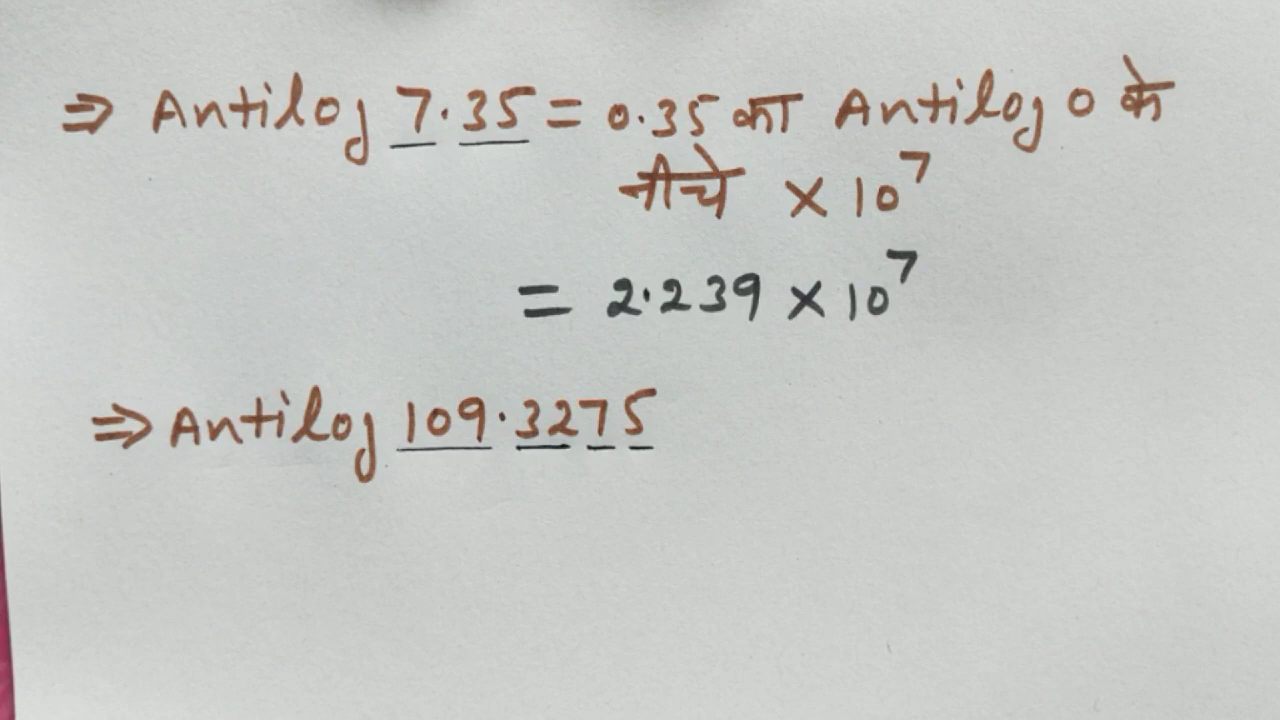 ⇒ Antilog 7.35 = 0.35 का Antilog 0 के
नीचे × 10⁷
= 2.239 × 10⁷
⇒ Antilog 109.3275